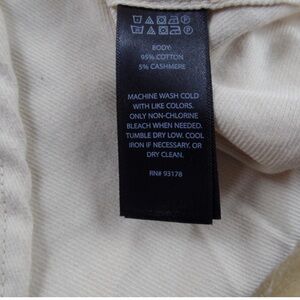 BODY:
95% COTTON
5% CASHMERE
MACHINE WASH COLD
WITH LIKE COLORS.
ONLY NON-CHLORINE
BLEACH WHEN NEEDED.
TUMBLE DRY LOW. COOL
IRON IF NECESSARY, OR
DRY CLEAN.
RN# 93178